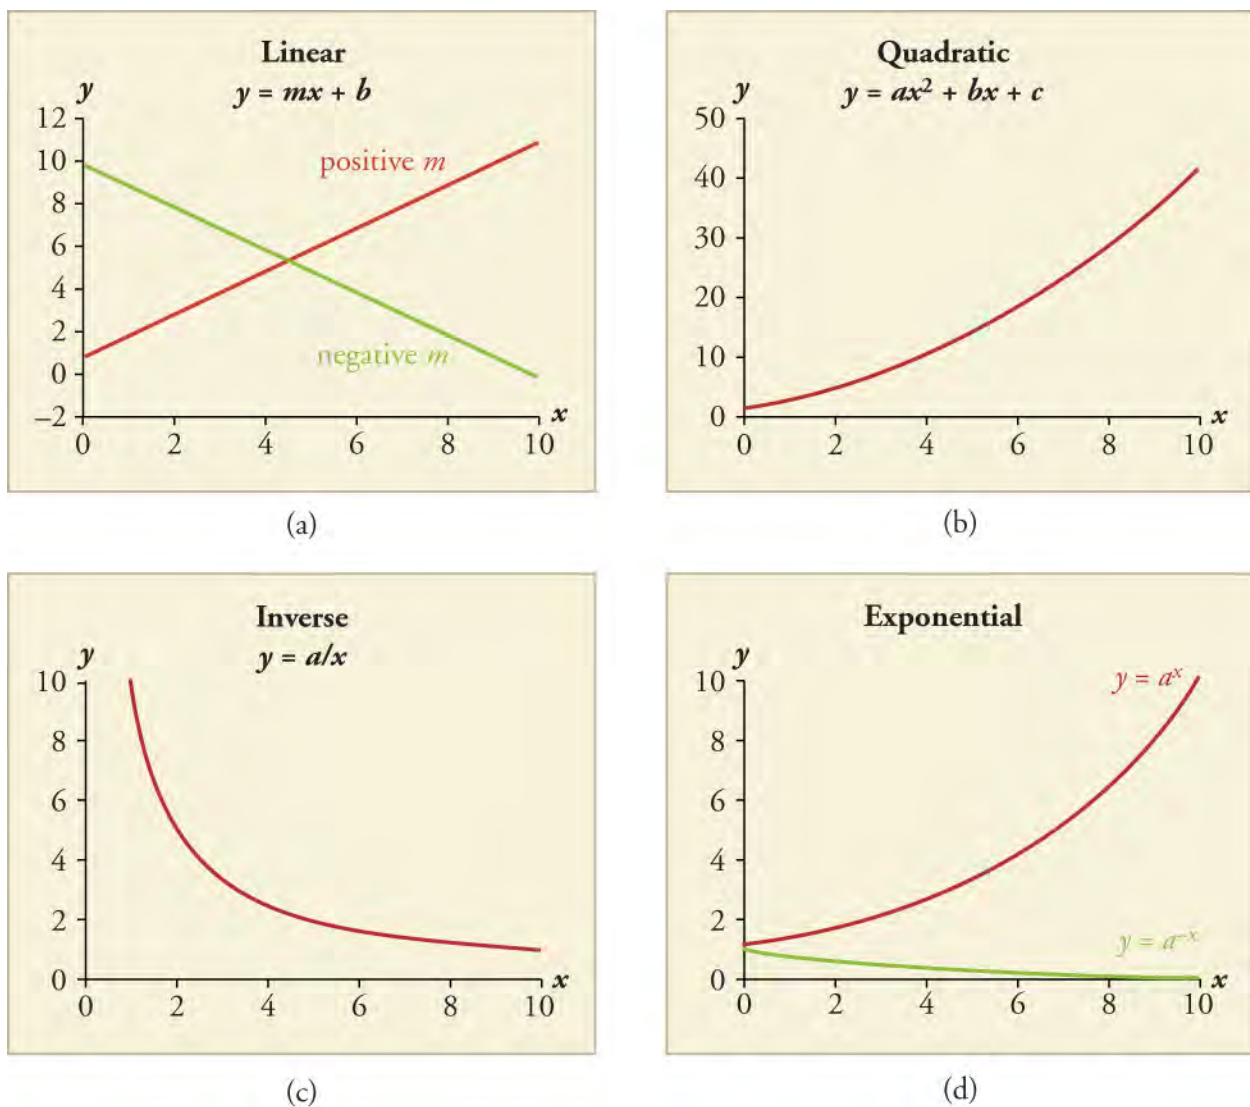 Linear
y = mx + b
y
12
10
8
6
4
2
0
−2
positive m
negative m
0 2 4 6 8 10 x
(a)
Quadratic
y = ax² + bx + c
y
50
40
30
20
10
0
0 2 4 6 8 10 x
(b)
Inverse
y = a/x
y
10
8
6
4
2
0
0 2 4 6 8 10 x
(c)
Exponential
y
10
8
6
4
2
0
y = aˣ
y = a⁻ˣ
0 2 4 6 8 10 x
(d)